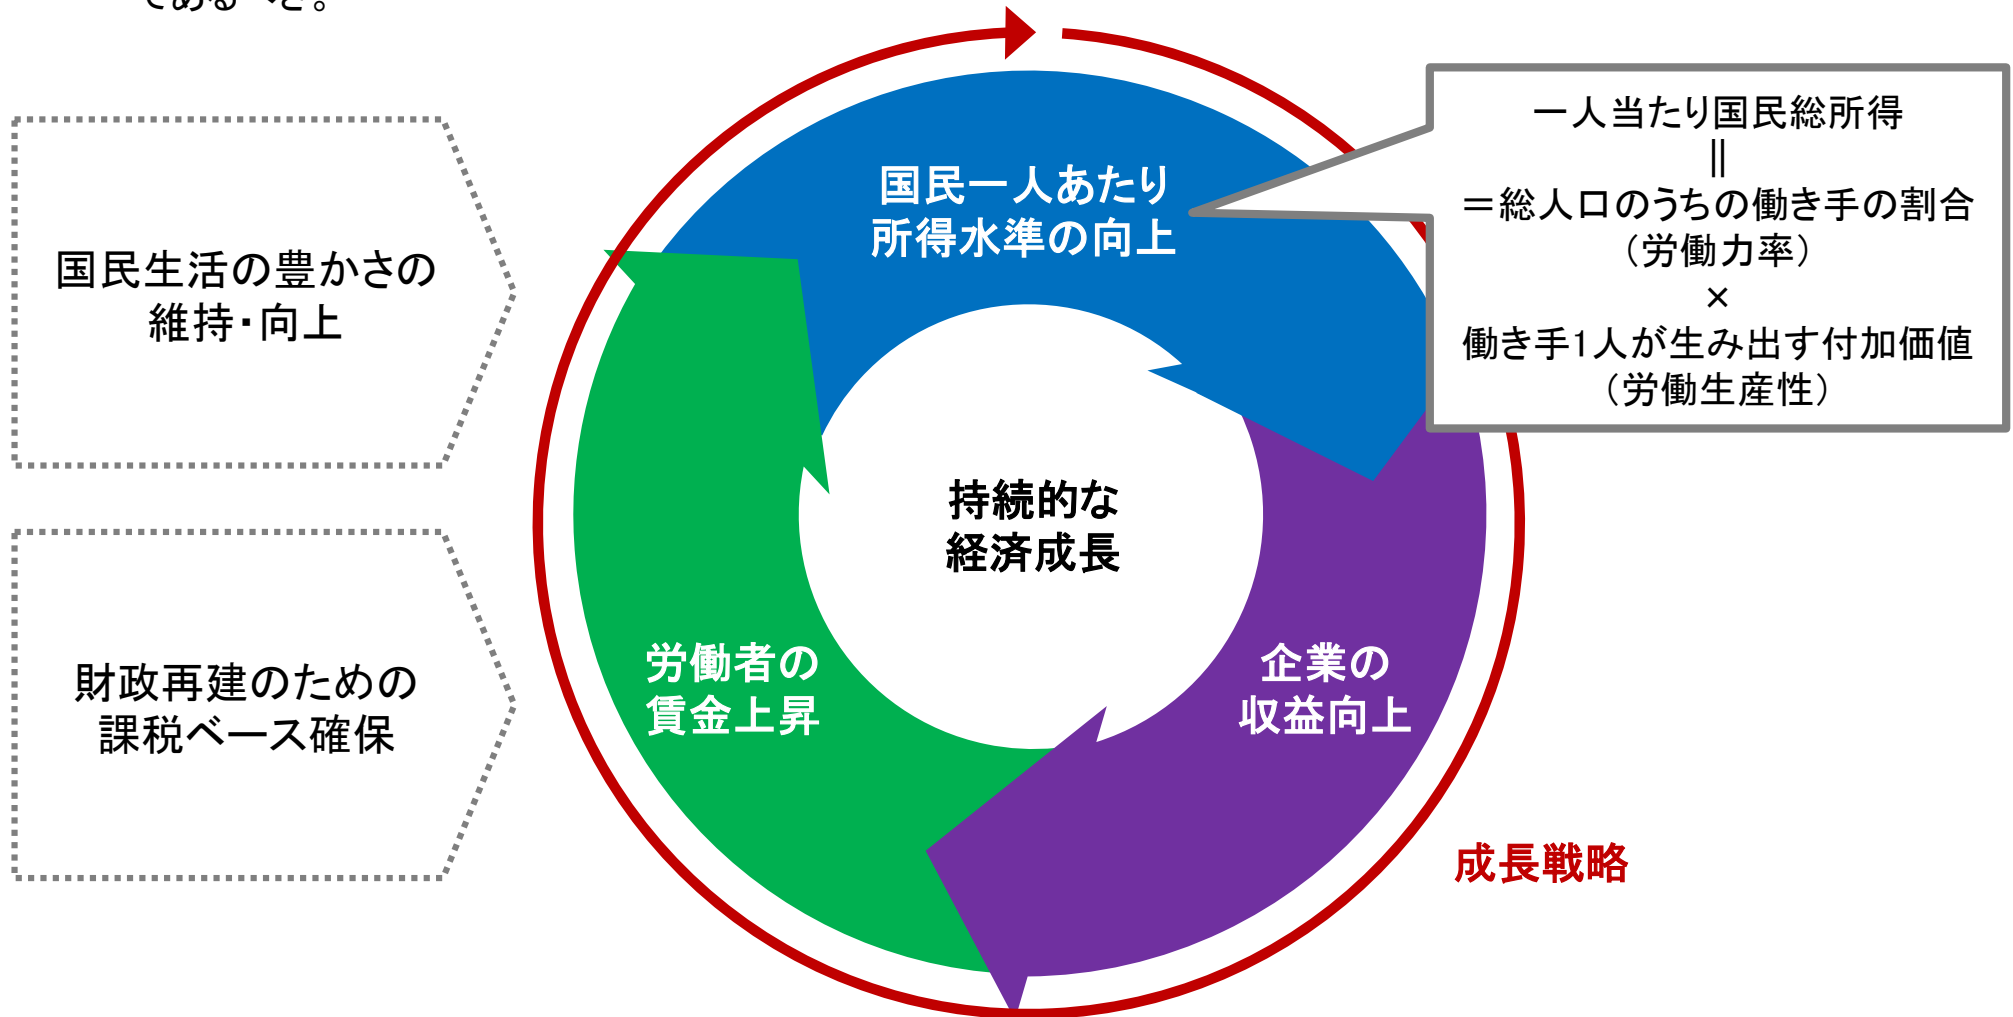 であるべき。
国民生活の豊かさの
維持・向上
財政再建のための
課税ベース確保
国民一人あたり
所得水準の向上
一人当たり国民総所得
||
＝総人口のうちの働き手の割合
（労働力率）
×
働き手1人が生み出す付加価値
（労働生産性）
持続的な
経済成長
労働者の
賃金上昇
企業の
収益向上
成長戦略